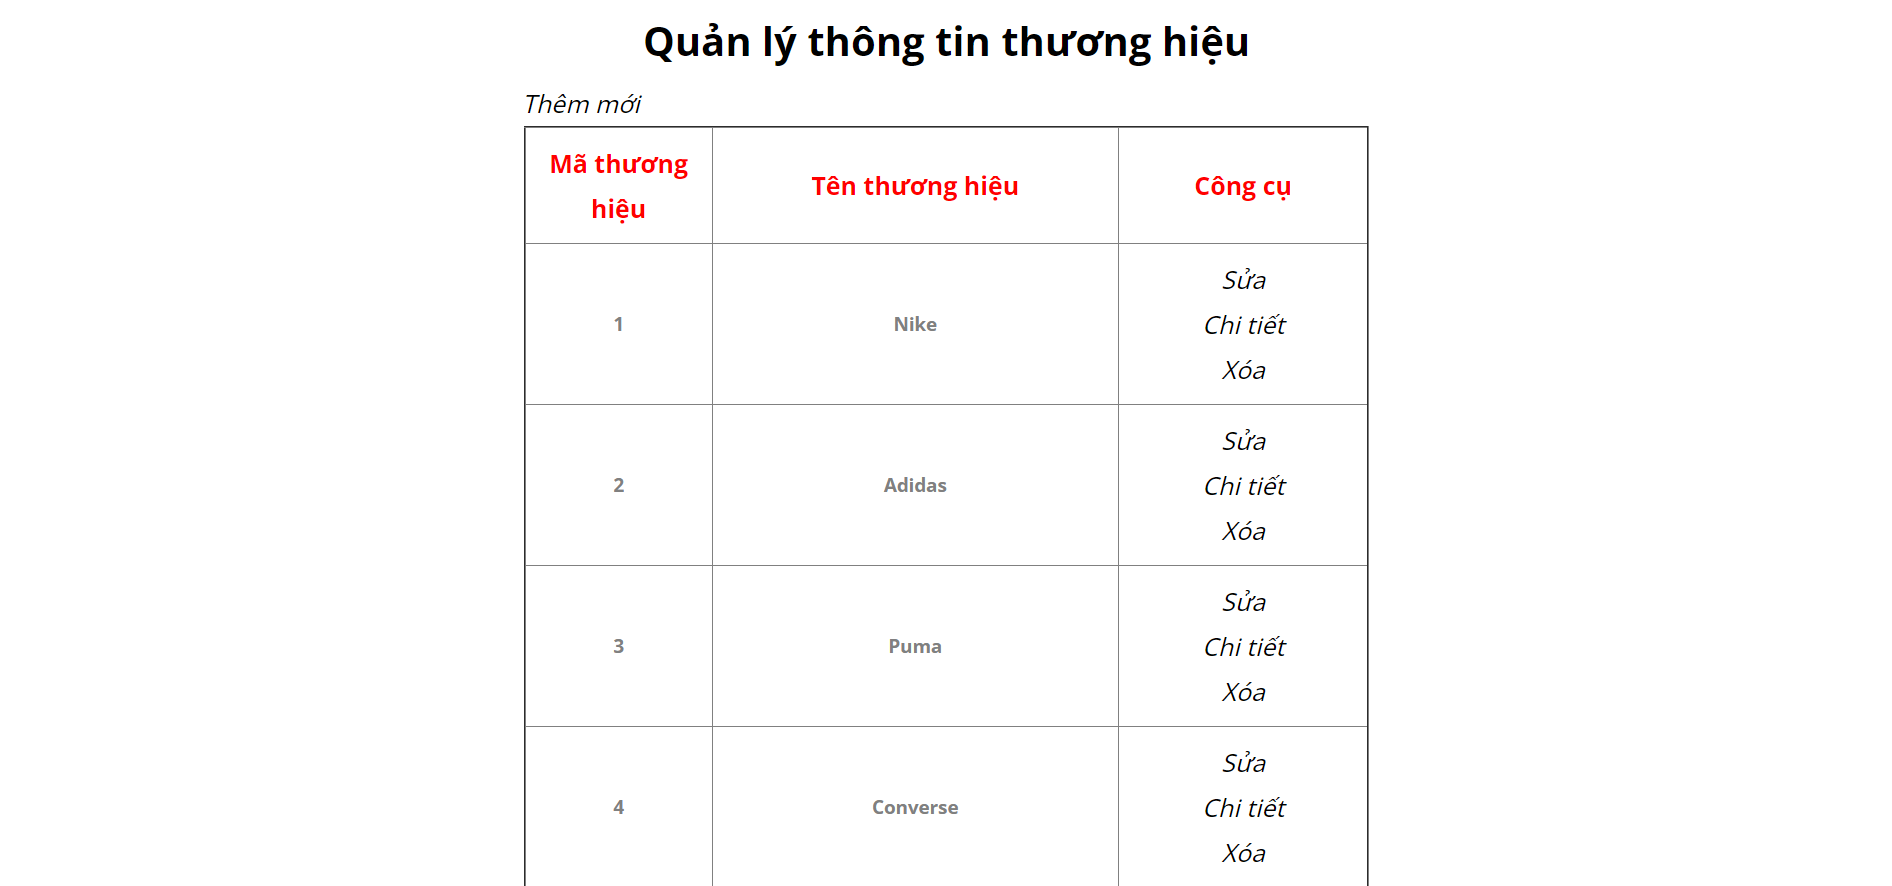 Quản lý thông tin thương hiệu
Thêm mới
Mã thương
hiệu
Tên thương hiệu
Công cụ
1
Nike
Sửa
Chi tiết
Xóa
2
Adidas
Sửa
Chi tiết
Xóa
3
Puma
Sửa
Chi tiết
Xóa
4
Converse
Sửa
Chi tiết
Xóa